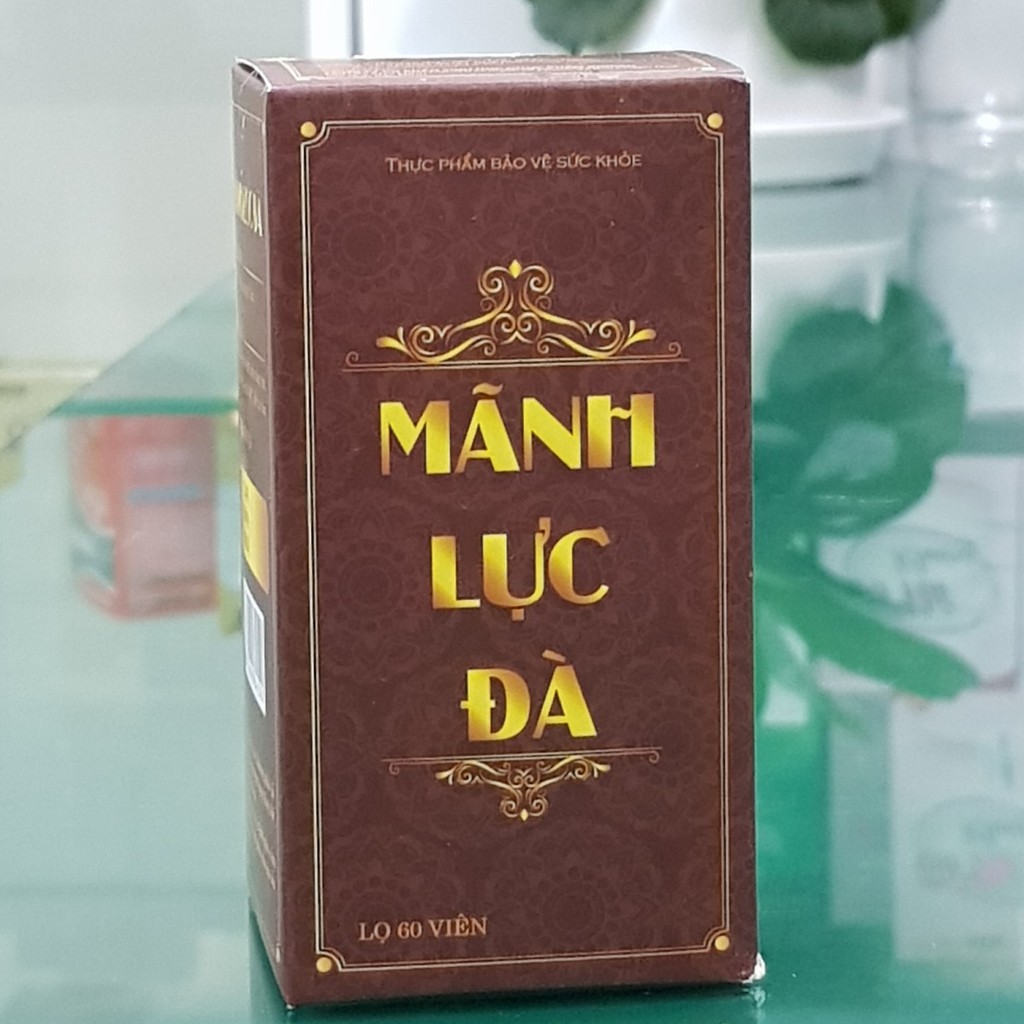 THỰC PHẨM BẢO VỆ SỨC KHỎE
MÃNH
LỰC
ĐÀ
LỌ 60 VIÊN